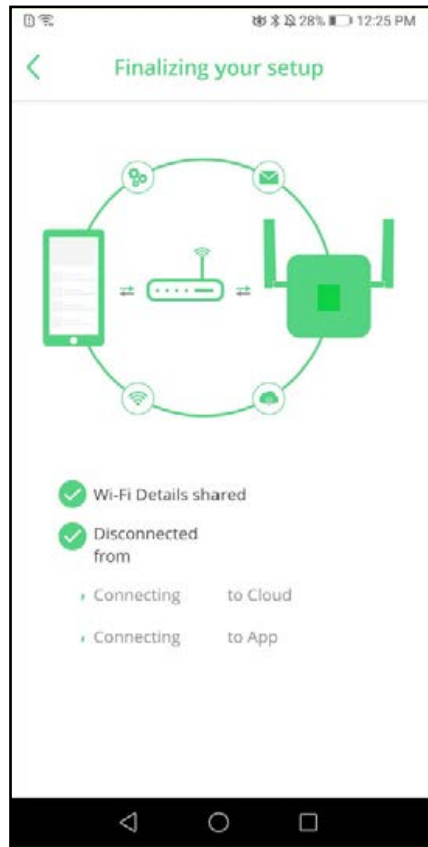 28% 12:25 PM
Finalizing your setup
Wi-Fi Details shared
Disconnected
from
Connecting to Cloud
Connecting to App